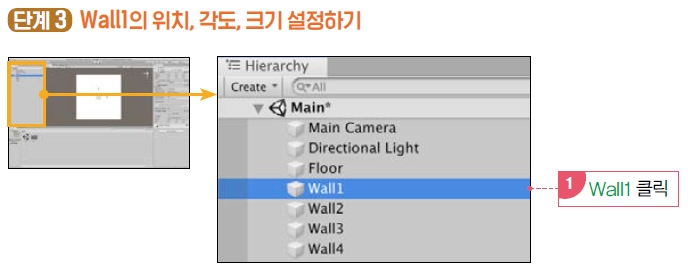 단계 3 Wall1의 위치, 각도, 크기 설정하기
Hierarchy
Create All
Main*
Main Camera
Directional Light
Floor
Wall1
1 Wall1 클릭
Wall2
Wall3
Wall4